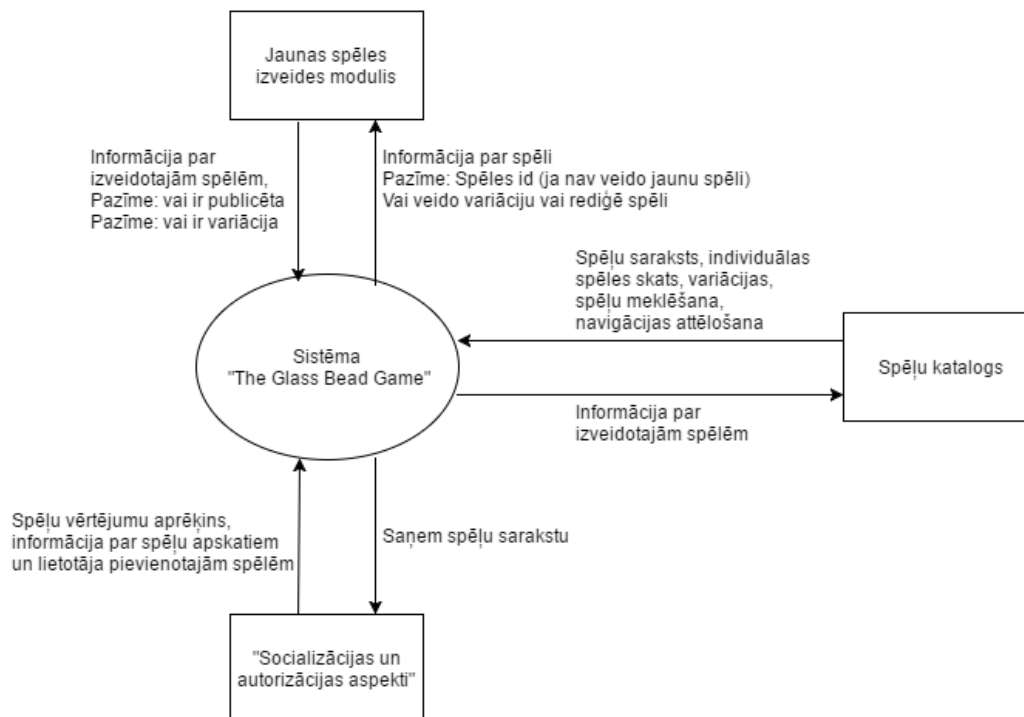 Jaunas spēles
izveides modulis
Informācija par
izveidotajām spēlēm,
Pazīme: vai ir publicēta
Pazīme: vai ir variācija
Informācija par spēli
Pazīme: Spēles id (ja nav veido jaunu spēli)
Vai veido variāciju vai rediģē spēli
Spēļu saraksts, individuālas
spēles skats, variācijas,
spēļu meklēšana,
navigācijas attēlošana
Sistēma
"The Glass Bead Game"
Spēļu katalogs
Informācija par
izveidotajām spēlēm
Spēļu vērtējumu aprēķins,
informācija par spēļu apskatiem
un lietotāja pievienotajām spēlēm
Saņem spēļu sarakstu
"Socializācijas un
autorizācijas aspekti"